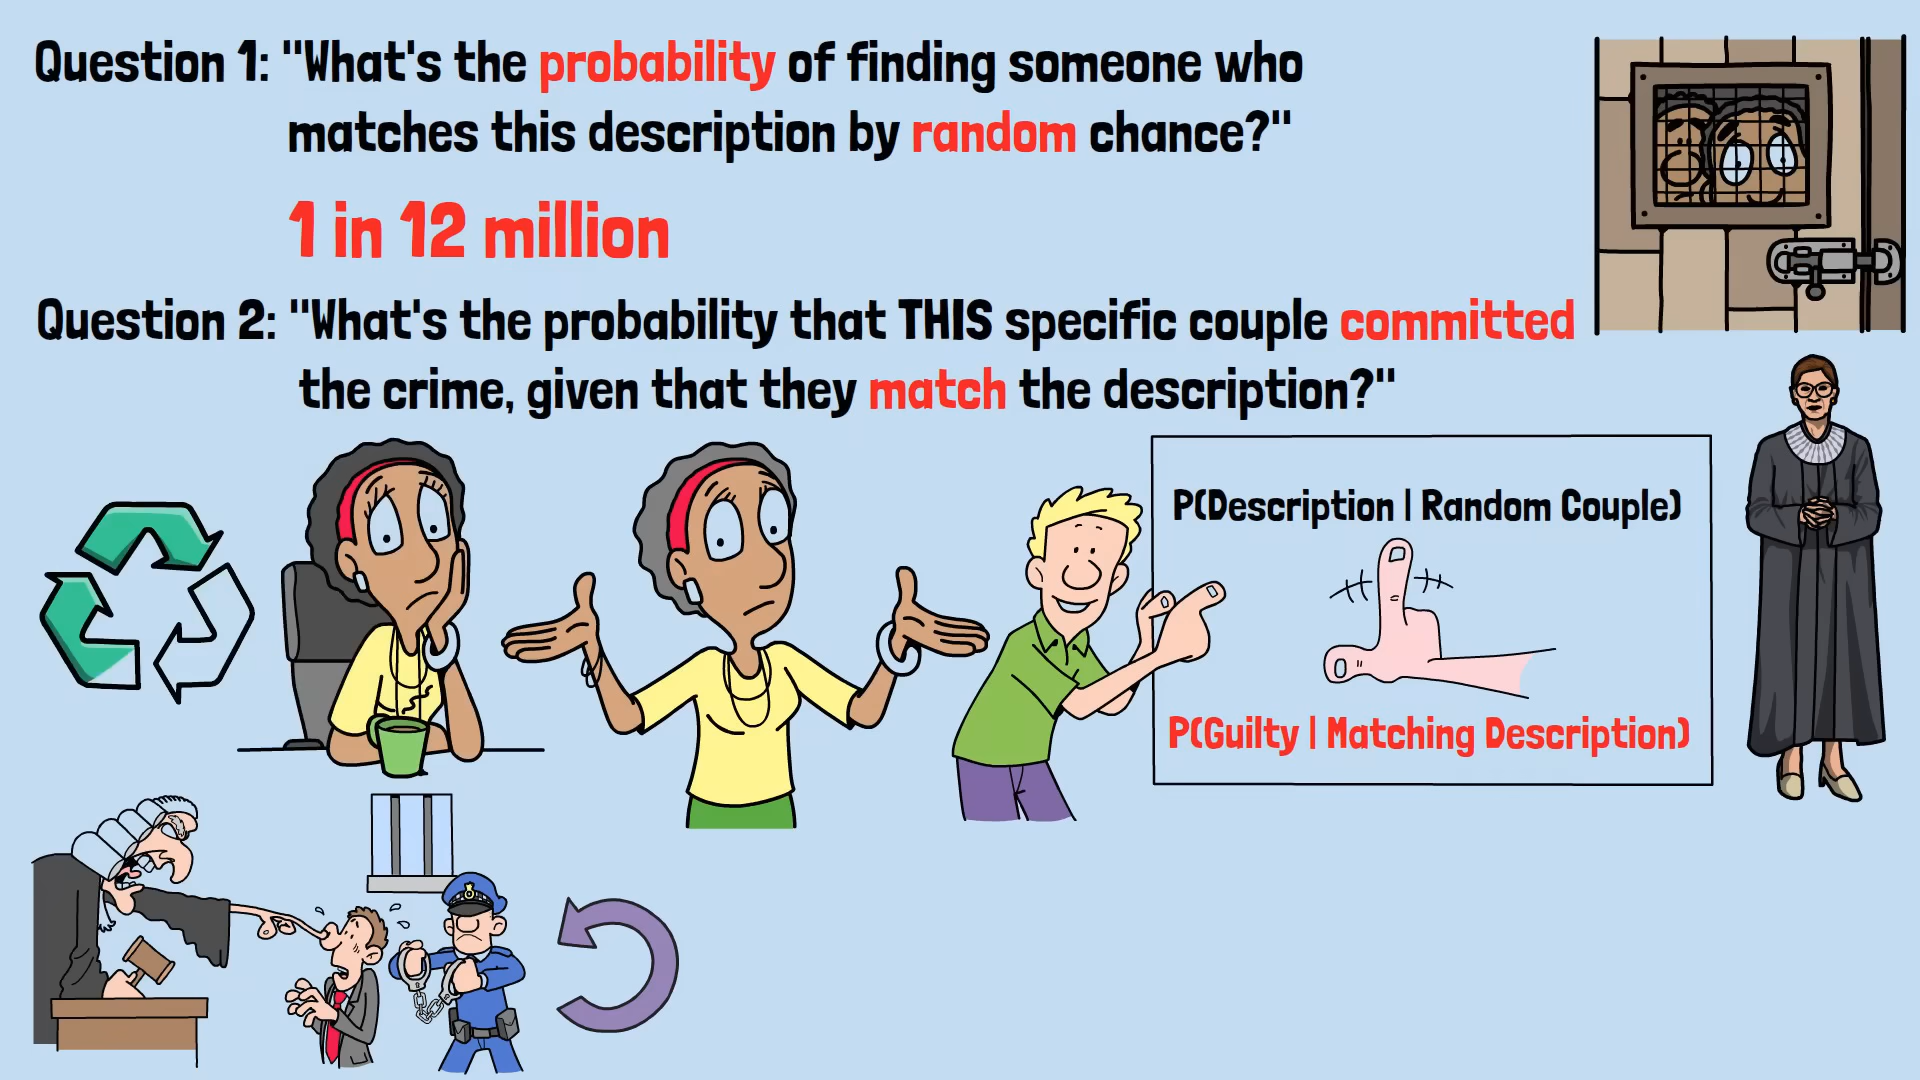 Question 1: "What's the probability of finding someone who
matches this description by random chance?"
1 in 12 million
Question 2: "What's the probability that THIS specific couple committed
the crime, given that they match the description?"
P(Description | Random Couple)
P(Guilty | Matching Description)